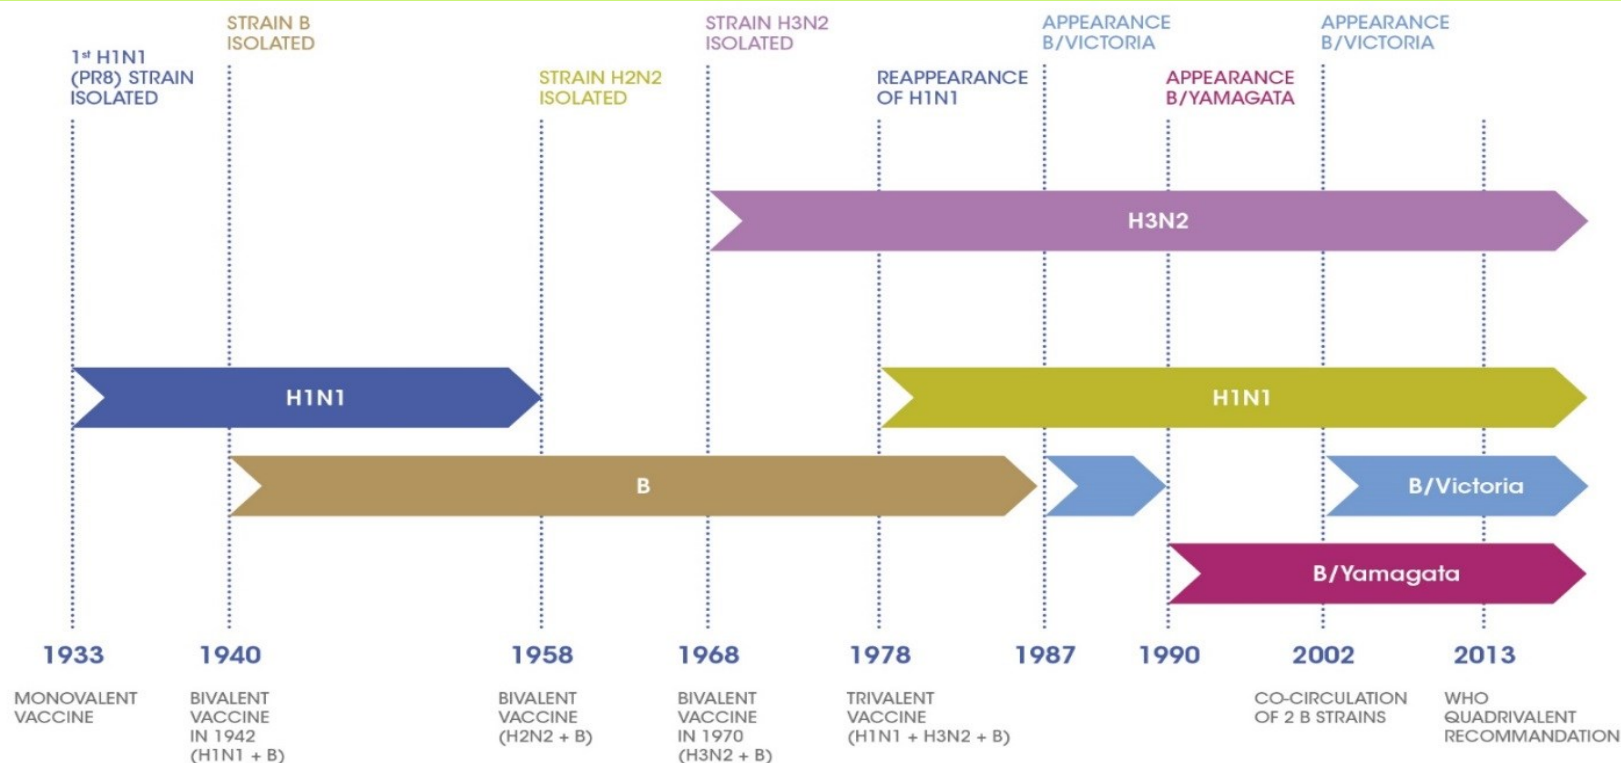 1st H1N1
(PR8) STRAIN
ISOLATED
STRAIN B
ISOLATED
STRAIN H2N2
ISOLATED
STRAIN H3N2
ISOLATED
REAPPEARANCE
OF H1N1
APPEARANCE
B/VICTORIA
APPEARANCE
B/YAMAGATA
APPEARANCE
B/VICTORIA
H3N2
H1N1
H1N1
B
B/Victoria
B/Yamagata
1933
1940
1958
1968
1978
1987
1990
2002
2013
MONOVALENT
VACCINE
BIVALENT
VACCINE
IN 1942
(H1N1 + B)
BIVALENT
VACCINE
(H2N2 + B)
BIVALENT
VACCINE
IN 1970
(H3N2 + B)
TRIVALENT
VACCINE
(H1N1 + H3N2 + B)
CO-CIRCULATION
OF 2 B STRAINS
WHO
QUADRIVALENT
RECOMMANDATION